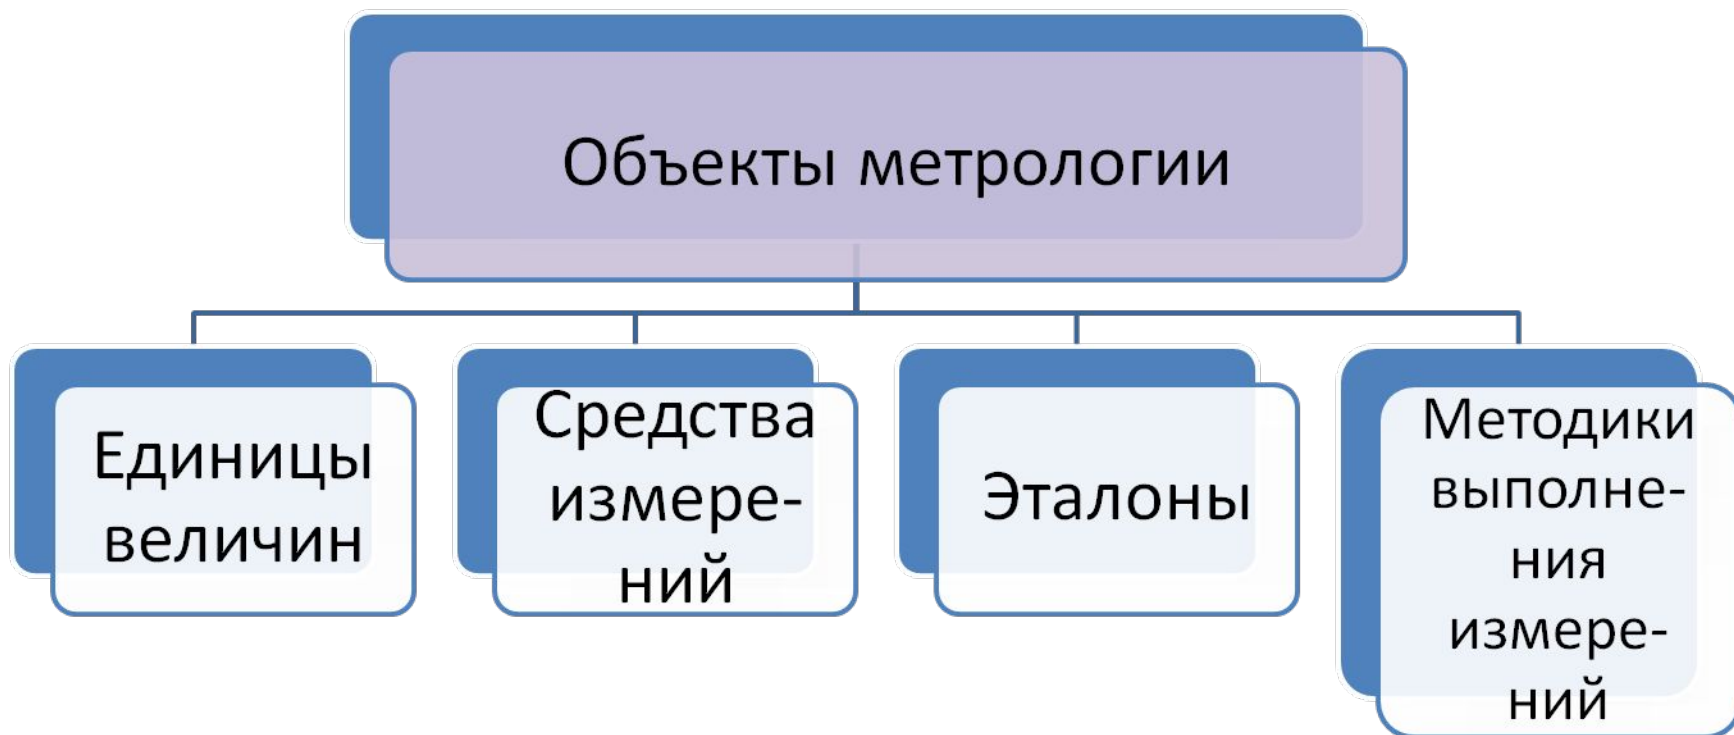 Объекты метрологии
Единицы
величин
Средства
измере-
ний
Эталоны
Методики
выполне-
ния
измере-
ний